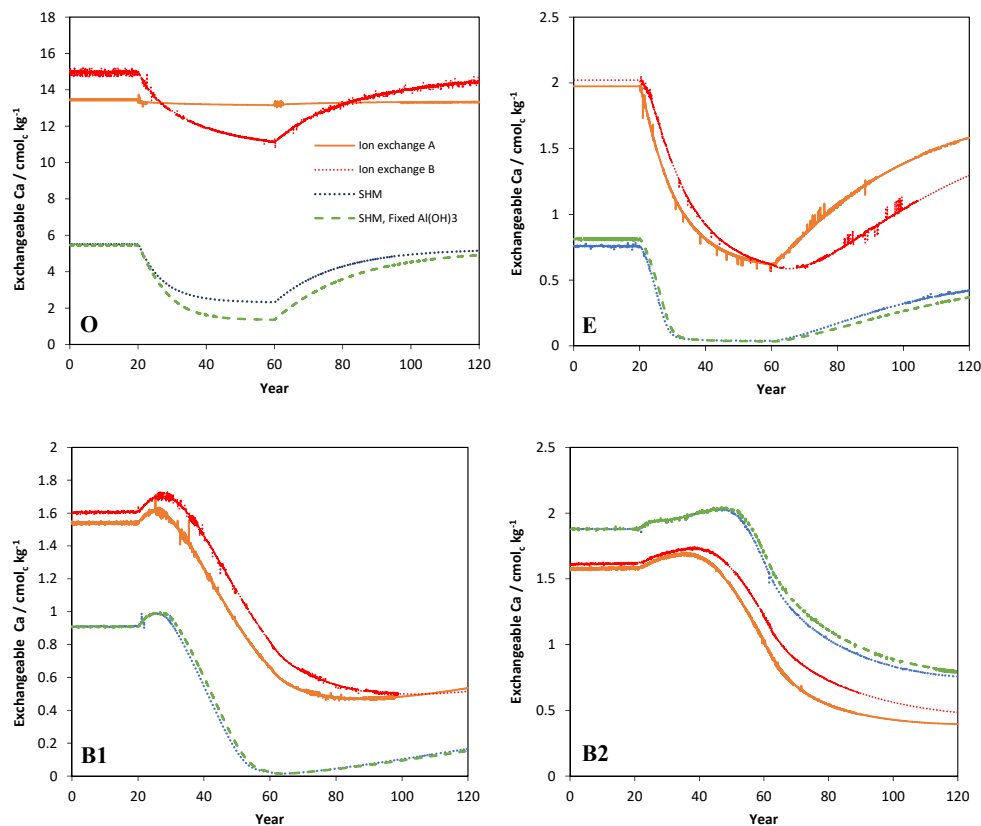 18
16
14
12
10
8
6
4
2
0
Exchangeable Ca / cmolc kg-1
Ion exchange A
Ion exchange B
SHM
SHM, Fixed Al(OH)3
O
0 20 40 60 80 100 120
Year
2.5
2
1.5
1
0.5
0
Exchangeable Ca / cmolc kg-1
E
0 20 40 60 80 100 120
Year
2
1.8
1.6
1.4
1.2
1
0.8
0.6
0.4
0.2
0
Exchangeable Ca / cmolc kg-1
B1
0 20 40 60 80 100 120
Year
2.5
2
1.5
1
0.5
0
Exchangeable Ca / cmolc kg-1
B2
0 20 40 60 80 100 120
Year